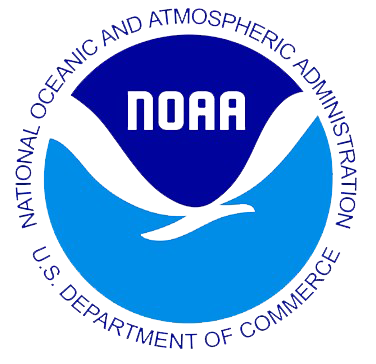 NATIONAL OCEANIC AND ATMOSPHERIC ADMINISTRATION
NOAA
U.S. DEPARTMENT OF COMMERCE